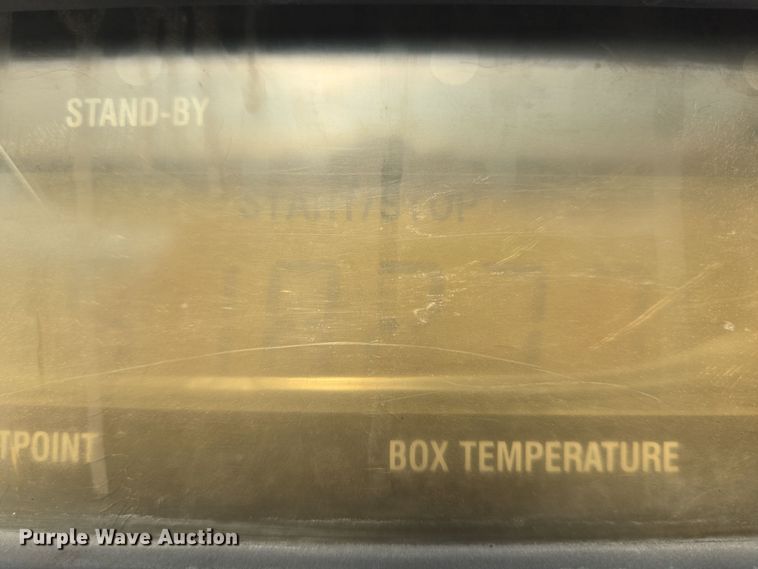 STAND-BY
START/STOP
TPOINT
BOX TEMPERATURE
Purple Wave Auction